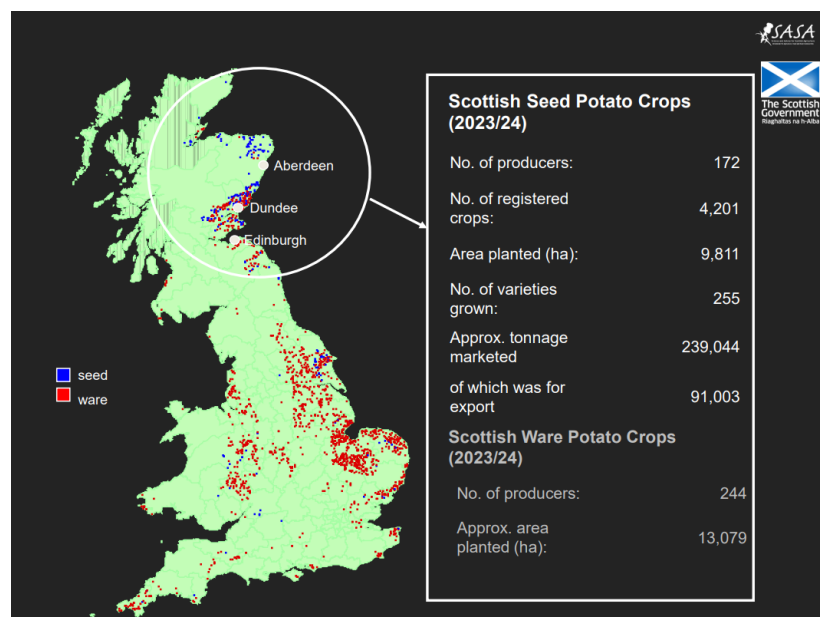 SASA
The Scottish
Government
Riaghaltas na h-Alba
Aberdeen
Dundee
Edinburgh
seed
ware
Scottish Seed Potato Crops
(2023/24)
No. of producers: 172
No. of registered
crops: 4,201
Area planted (ha): 9,811
No. of varieties
grown: 255
Approx. tonnage
marketed 239,044
of which was for
export 91,003
Scottish Ware Potato Crops
(2023/24)
No. of producers: 244
Approx. area
planted (ha): 13,079